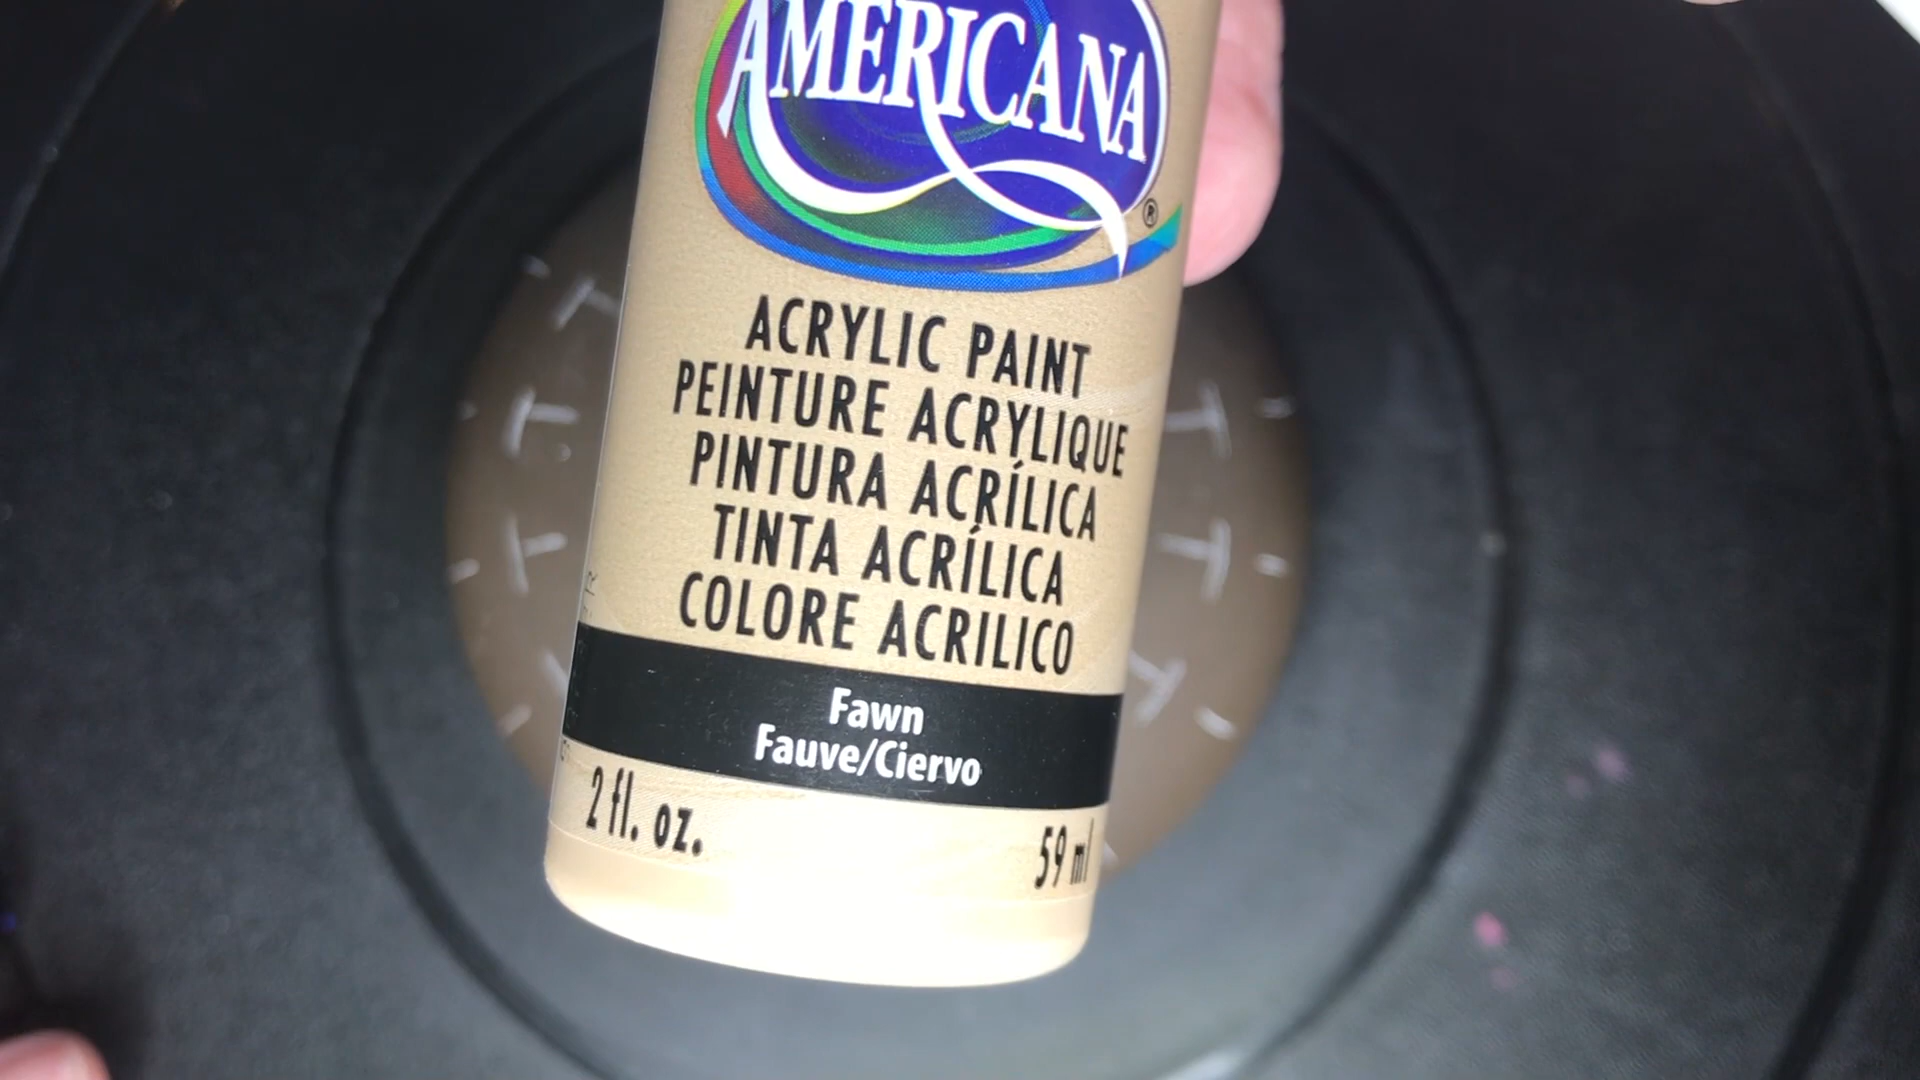 AMERICANA
®
ACRYLIC PAINT
PEINTURE ACRYLIQUE
PINTURA ACRÍLICA
TINTA ACRÍLICA
COLORE ACRILICO
Fawn
Fauve/Ciervo
2 fl. oz.
59 ml